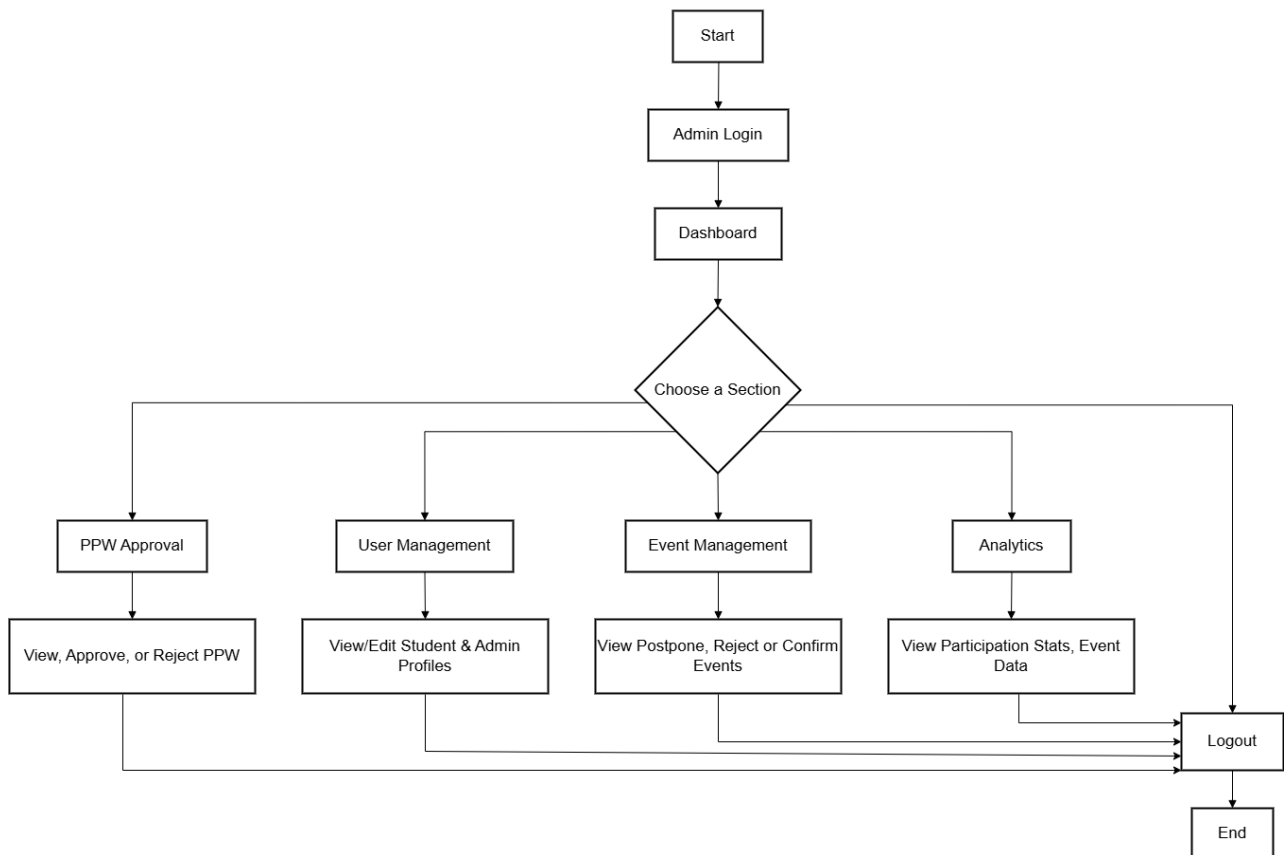 Start
Admin Login
Dashboard
Choose a Section
PPW Approval
User Management
Event Management
Analytics
View, Approve, or Reject PPW
View/Edit Student & Admin
Profiles
View Postpone, Reject or Confirm
Events
View Participation Stats, Event
Data
Logout
End